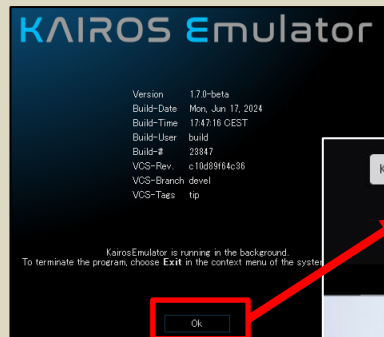 KAIROS Emulator
Version 1.7.0-beta
Build-Date Mon, Jun 17, 2024
Build-Time 17:47:16 CEST
Build-User build
Build-# 23847
VCS-Rev. c10d89f64c36
VCS-Branch devel
VCS-Tags tip
K
KairosEmulator is running in the background.
To terminate the program, choose Exit in the context menu of the syste
Ok